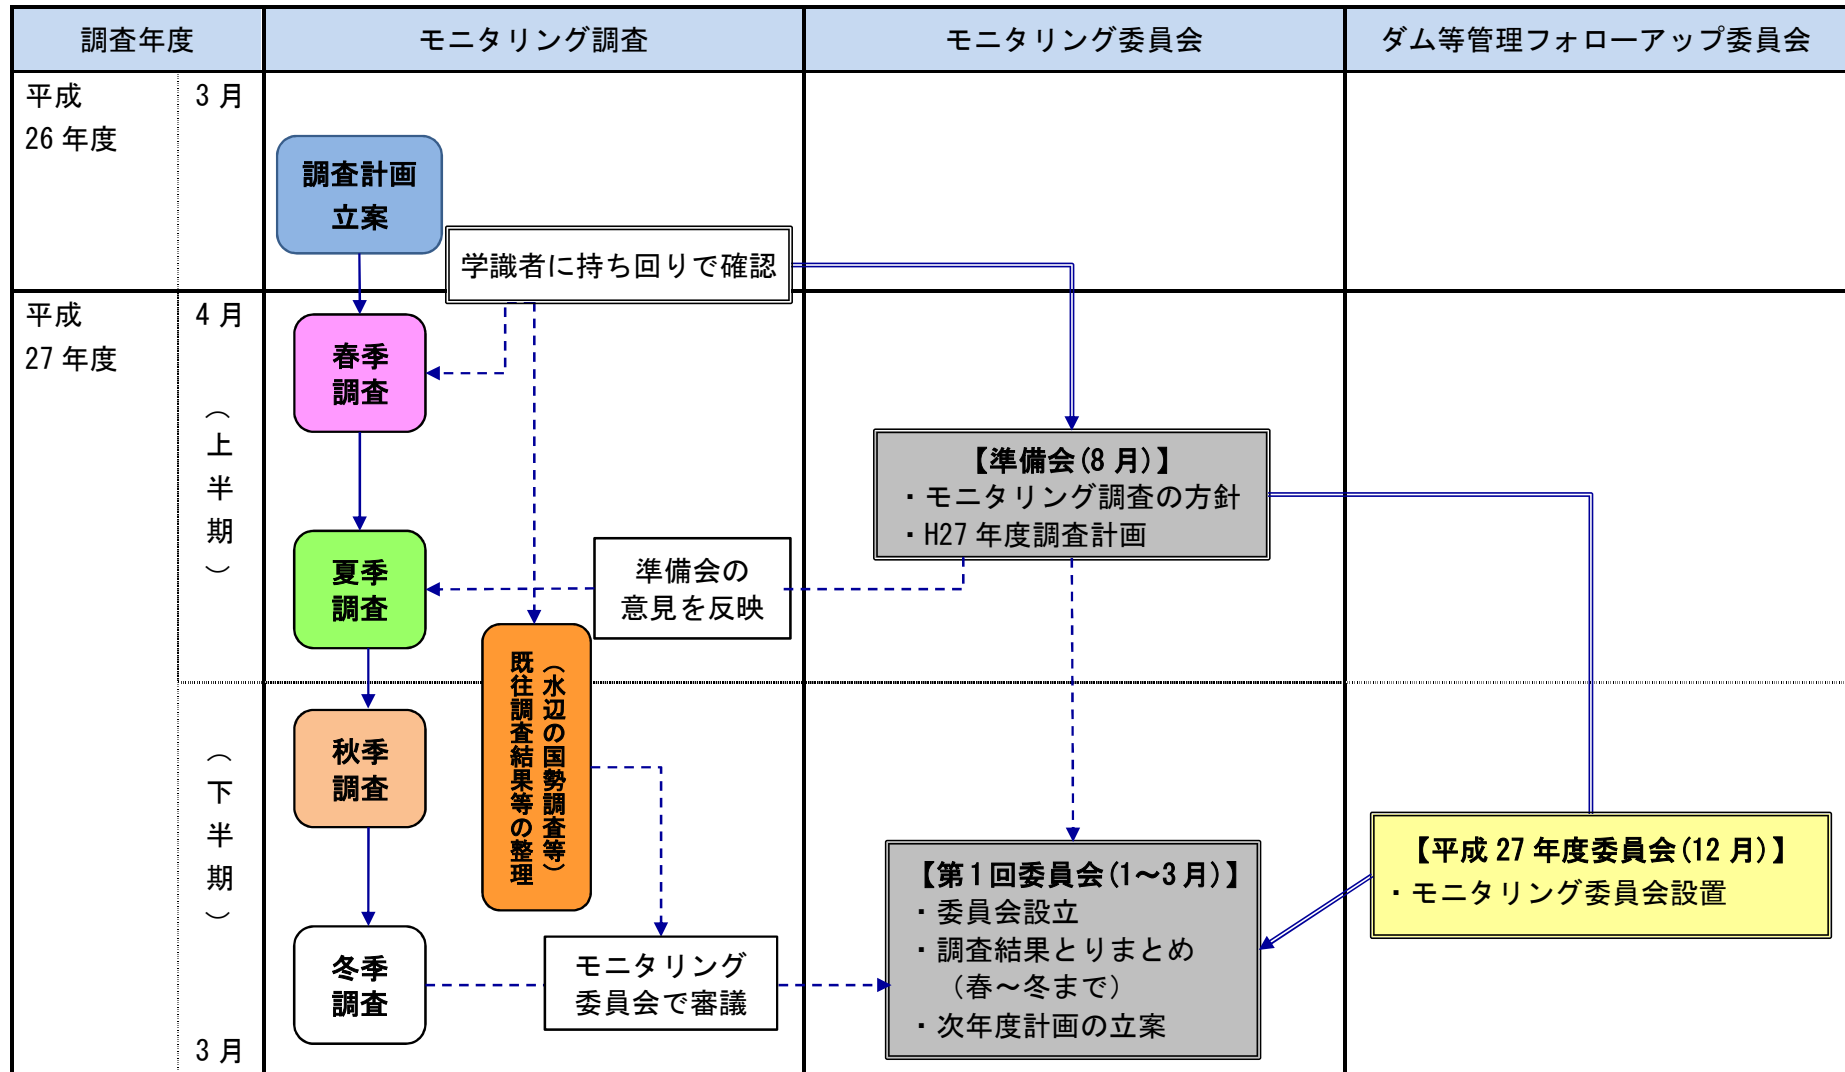 調査年度
モニタリング調査
モニタリング委員会
ダム等管理フォローアップ委員会
平成
26年度
3月
調査計画
立案
学識者に持ち回りで確認
平成
27年度
4月
（上半期）
春季
調査
【準備会(8月)】
・モニタリング調査の方針
・H27年度調査計画
夏季
調査
準備会の
意見を反映
（水辺の国勢調査等）
既往調査結果等の整理
（下半期）
秋季
調査
【平成27年度委員会(12月)】
・モニタリング委員会設置
【第1回委員会(1～3月)】
・委員会設立
・調査結果とりまとめ
（春～冬まで）
・次年度計画の立案
冬季
調査
モニタリング
委員会で審議
3月